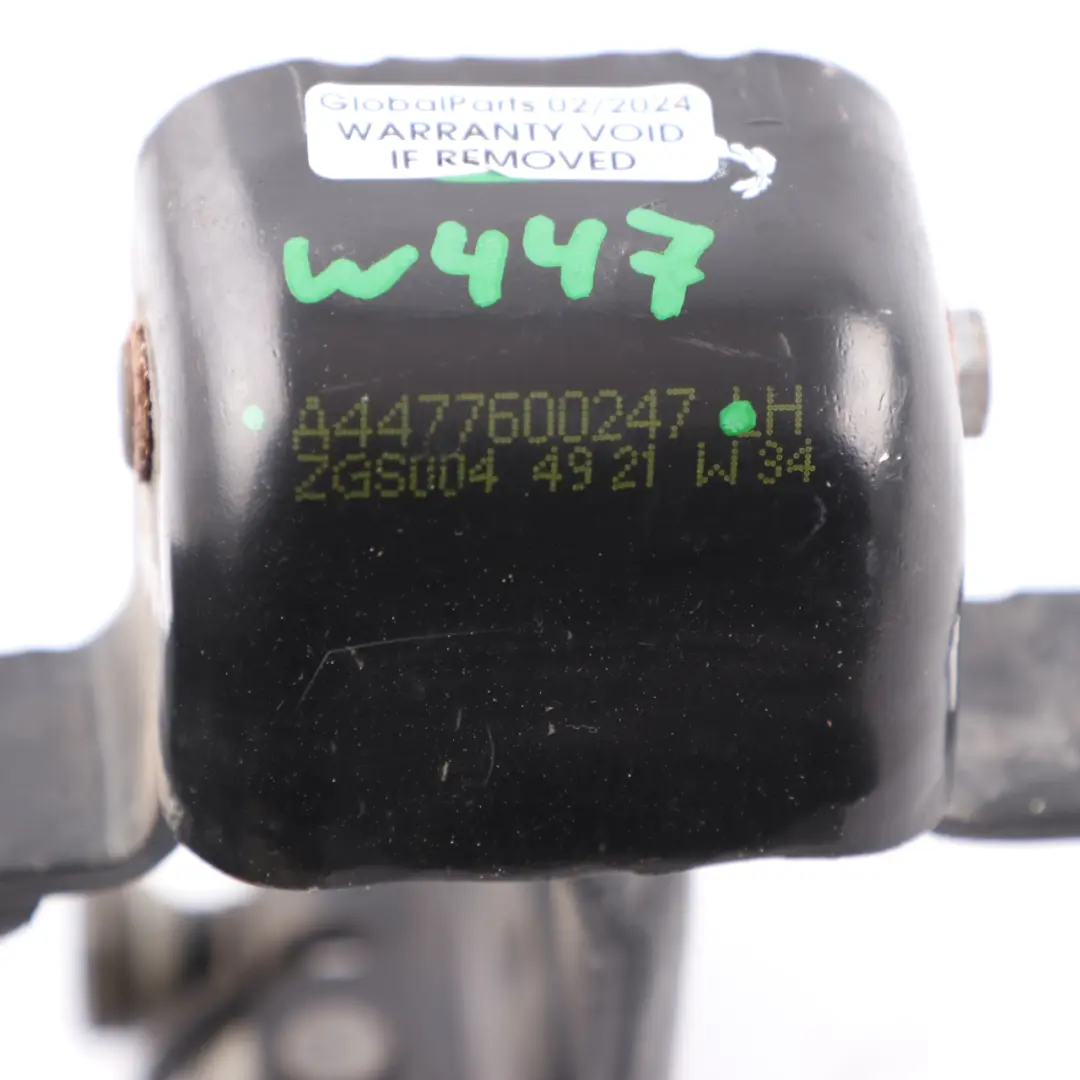 GlobalParts 02/2024
WARRANTY VOID
IF REMOVED
W447
A4477600247 LH
ZGS004 49 21 W 34